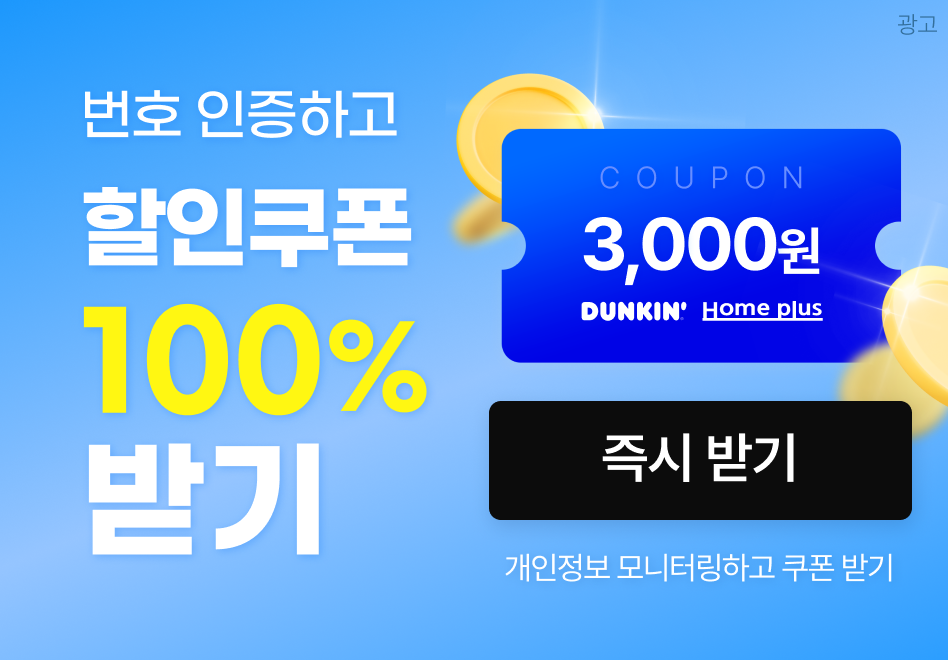 광고
번호 인증하고
할인쿠폰
100%
받기
COUPON
3,000원
DUNKIN' Home plus
즉시 받기
개인정보 모니터링하고 쿠폰 받기